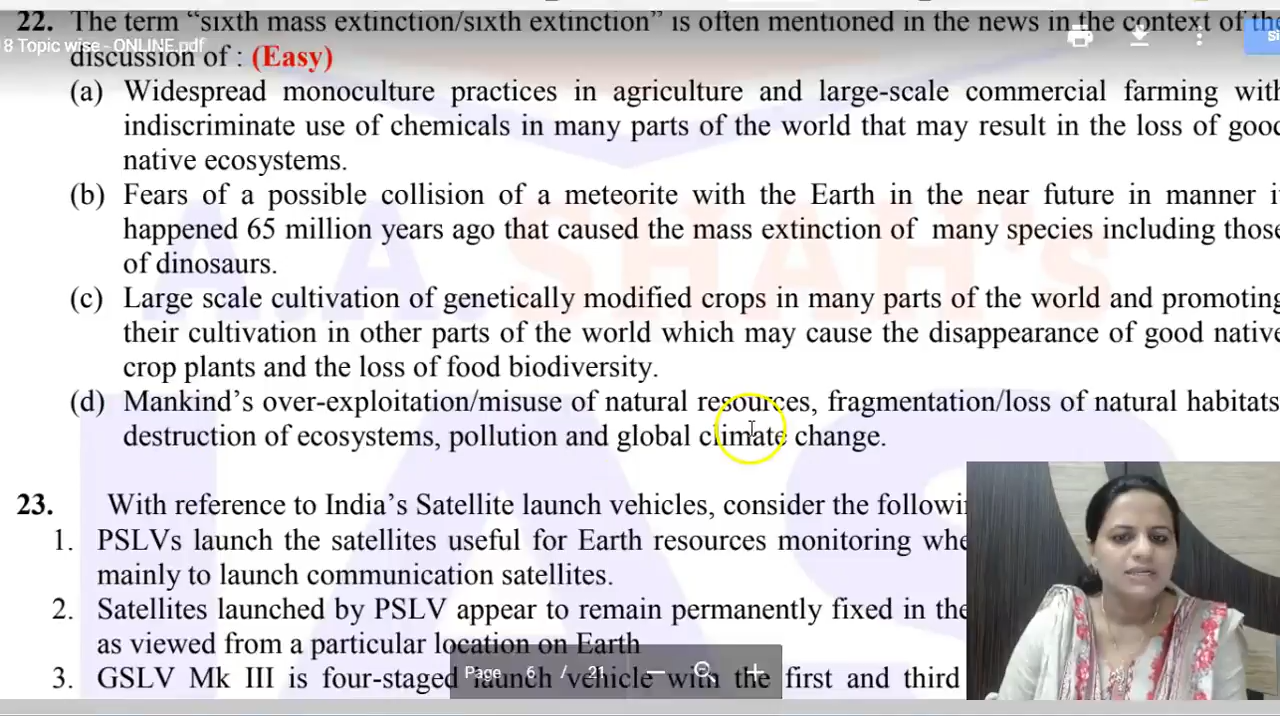 22. The term “sixth mass extinction/sixth extinction” is often mentioned in the news in the context of the
8 Topic wise - ONLINE.pdf
discussion of : (Easy)
(a) Widespread monoculture practices in agriculture and large-scale commercial farming with
indiscriminate use of chemicals in many parts of the world that may result in the loss of good
native ecosystems.
(b) Fears of a possible collision of a meteorite with the Earth in the near future in manner i
happened 65 million years ago that caused the mass extinction of many species including those
of dinosaurs.
(c) Large scale cultivation of genetically modified crops in many parts of the world and promoting
their cultivation in other parts of the world which may cause the disappearance of good native
crop plants and the loss of food biodiversity.
(d) Mankind’s over-exploitation/misuse of natural resources, fragmentation/loss of natural habitats
destruction of ecosystems, pollution and global climate change.
23. With reference to India’s Satellite launch vehicles, consider the followi
1. PSLVs launch the satellites useful for Earth resources monitoring whe
mainly to launch communication satellites.
2. Satellites launched by PSLV appear to remain permanently fixed in the
as viewed from a particular location on Earth
3. GSLV Mk III is four-staged launch vehicle with the first and third
Page 6 / 21
A.A. SHAH's
IAS